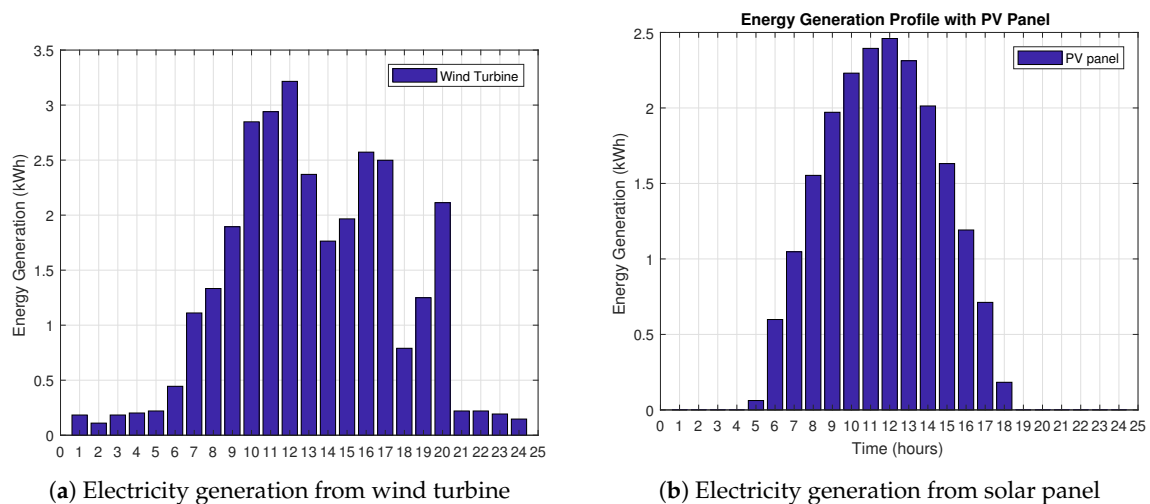 3.5
3
2.5
2
1.5
1
0.5
0
Energy Generation (kWh)
Wind Turbine
0 1 2 3 4 5 6 7 8 9 10 11 12 13 14 15 16 17 18 19 20 21 22 23 24 25
(a) Electricity generation from wind turbine
Energy Generation Profile with PV Panel
2.5
2
1.5
1
0.5
0
Energy Generation (kWh)
PV panel
0 1 2 3 4 5 6 7 8 9 10 11 12 13 14 15 16 17 18 19 20 21 22 23 24 25
Time (hours)
(b) Electricity generation from solar panel